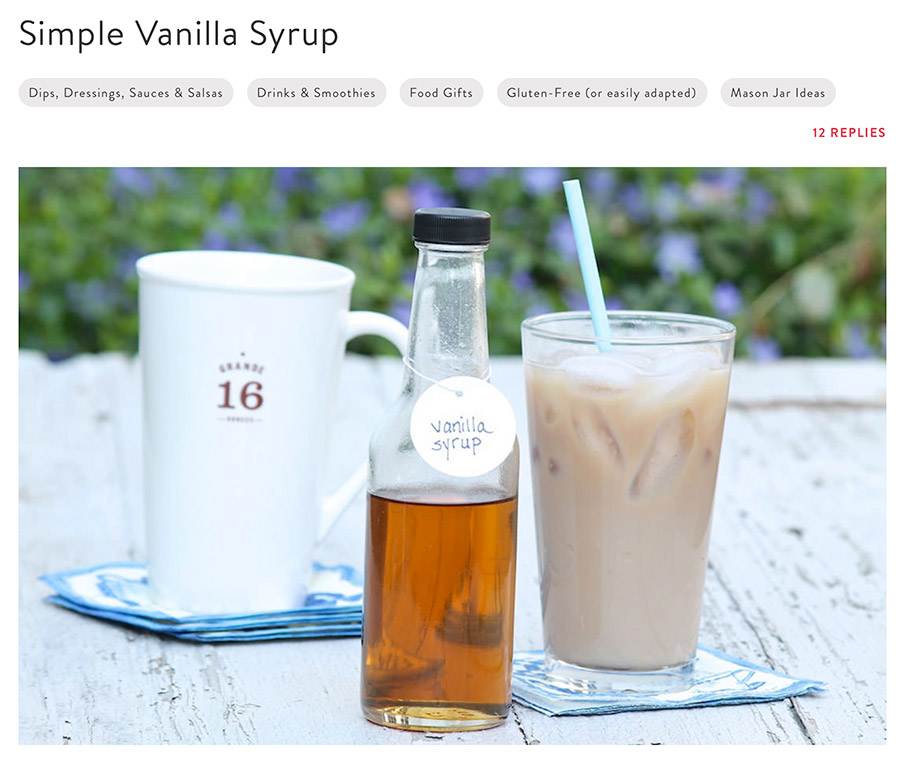 Simple Vanilla Syrup
Dips, Dressings, Sauces & Salsas
Drinks & Smoothies
Food Gifts
Gluten-Free (or easily adapted)
Mason Jar Ideas
12 REPLIES
GRANDE
16
vanilla
syrup